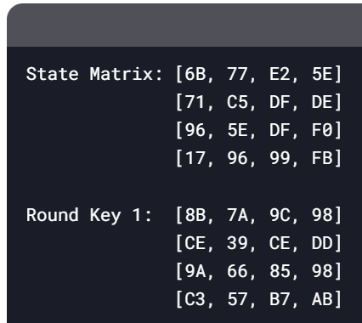 State Matrix: [6B, 77, E2, 5E]
[71, C5, DF, DE]
[96, 5E, DF, F0]
[17, 96, 99, FB]
Round Key 1: [8B, 7A, 9C, 98]
[CE, 39, CE, DD]
[9A, 66, 85, 98]
[C3, 57, B7, AB]